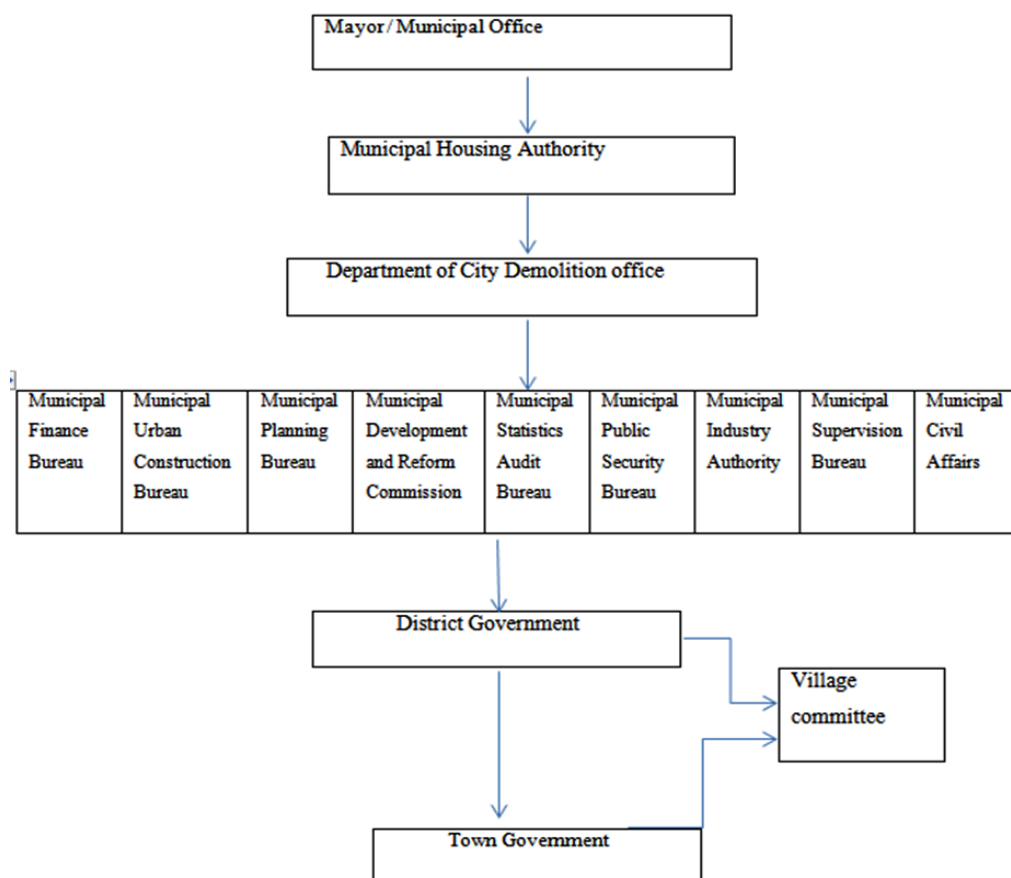 Mayor/ Municipal Office
Municipal Housing Authority
Department of City Demolition office
Municipal
Finance
Bureau
Municipal
Urban
Construction
Bureau
Municipal
Planning
Bureau
Municipal
Development
and Reform
Commission
Municipal
Statistics
Audit
Bureau
Municipal
Public
Security
Bureau
Municipal
Industry
Authority
Municipal
Supervision
Bureau
Municipal
Civil
Affairs
District Government
Village
committee
Town Government